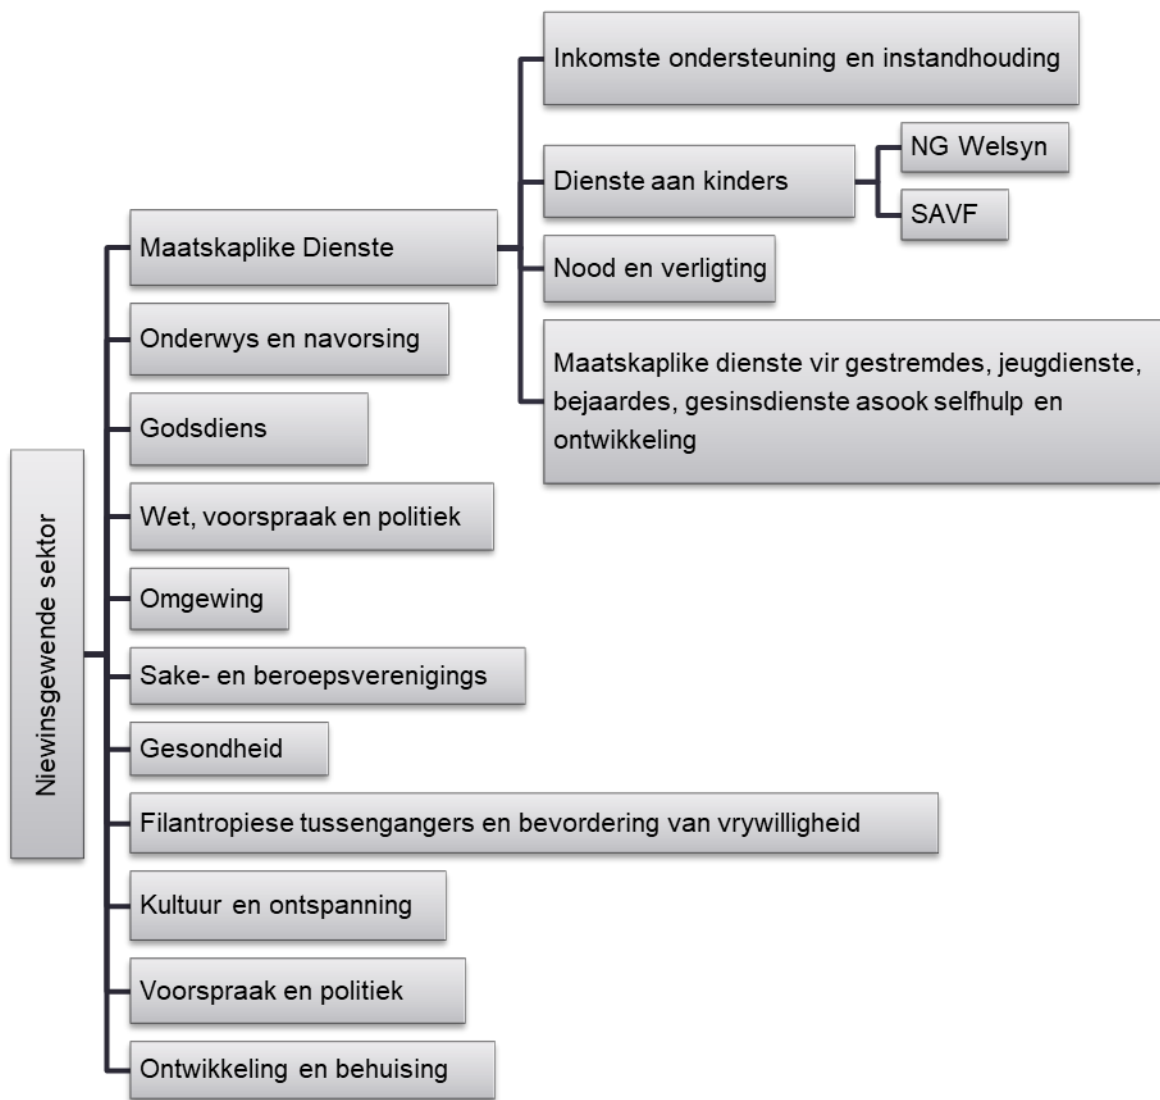 Niewinsgewende sektor
Maatskaplike Dienste
Onderwys en navorsing
Godsdiens
Wet, voorspraak en politiek
Omgewing
Sake- en beroepsverenigings
Gesondheid
Filantropiese tussengangers en bevordering van vrywilligheid
Kultuur en ontspanning
Voorspraak en politiek
Ontwikkeling en behuising
Inkomste ondersteuning en instandhouding
Dienste aan kinders
Nood en verligting
Maatskaplike dienste vir gestremdes, jeugdienste,
bejaardes, gesinsdienste asook selfhulp en
ontwikkeling
NG Welsyn
SAVF